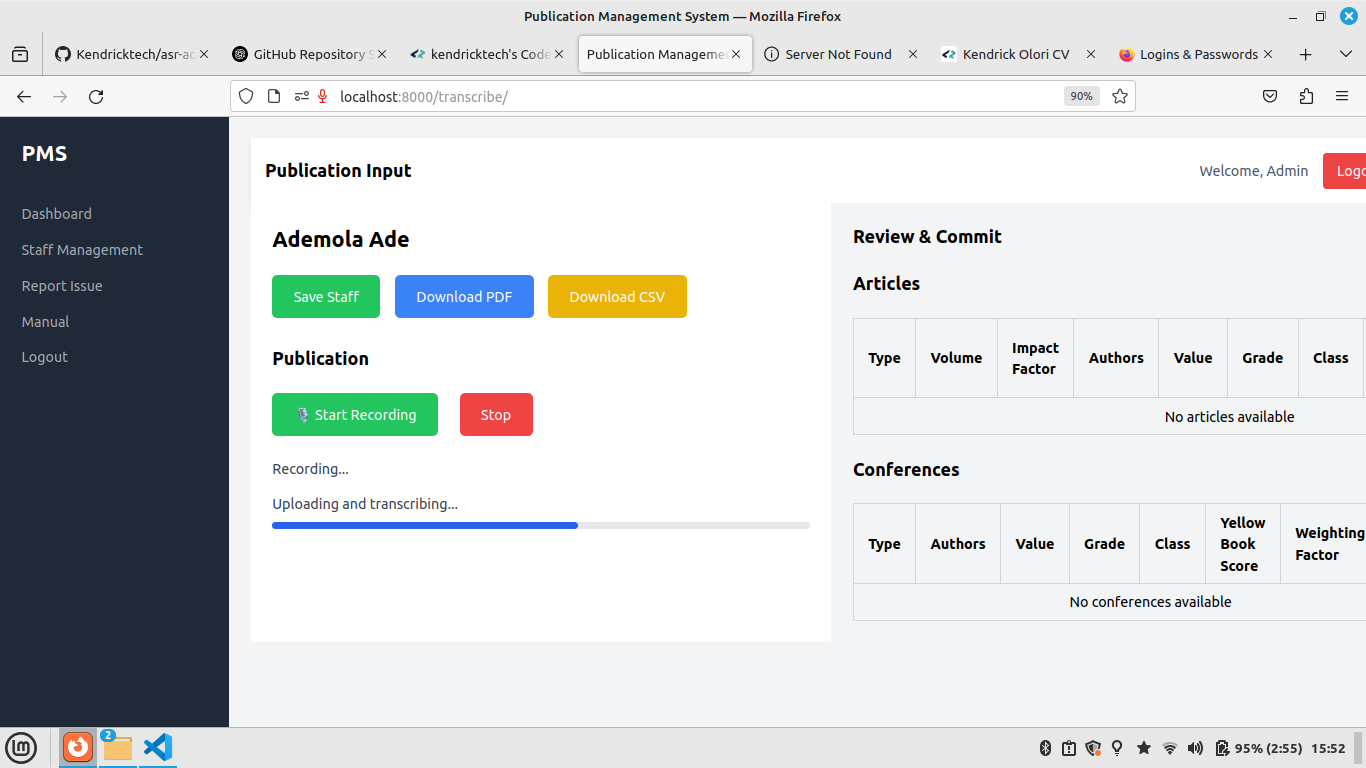 Publication Management System — Mozilla Firefox
Kendricktech/asr-ac
GitHub Repository S
kendricktech's Code
Publication Managemen
Server Not Found
Kendrick Olori CV
Logins & Passwords
localhost:8000/transcribe/
90%
PMS
Dashboard
Staff Management
Report Issue
Manual
Logout
Publication Input
Welcome, Admin
Logo
Ademola Ade
Save Staff
Download PDF
Download CSV
Publication
Start Recording
Stop
Recording...
Uploading and transcribing...
Review & Commit
Articles
Type Volume Impact Factor Authors Value Grade Class
No articles available
Conferences
Type Authors Value Grade Class Yellow Book Score Weighting Factor
No conferences available
2
95% (2:55) 15:52